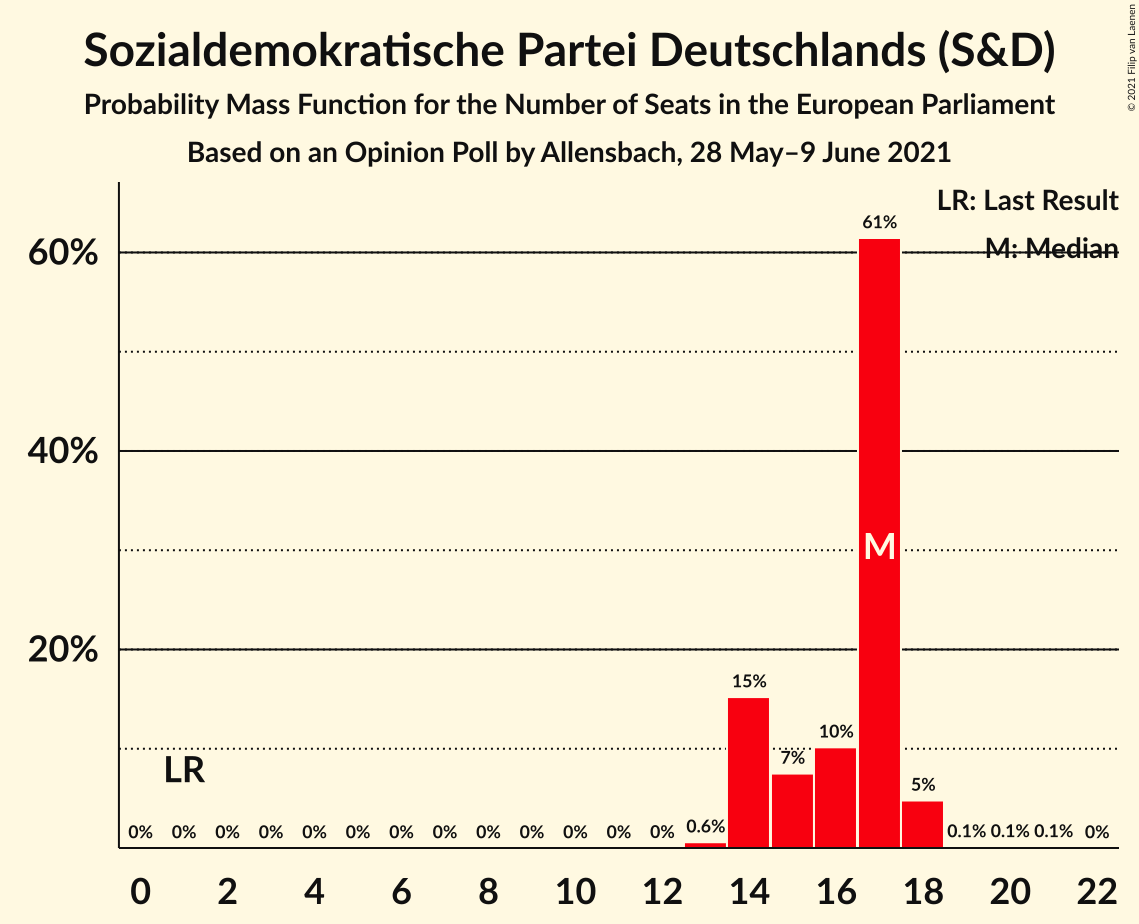 Sozialdemokratische Partei Deutschlands (S&D)
Probability Mass Function for the Number of Seats in the European Parliament
Based on an Opinion Poll by Allensbach, 28 May–9 June 2021
© 2021 Filip van Laenen
LR: Last Result
M: Median
60%
40%
20%
61%
M
15%
10%
7%
5%
LR
0% 0% 0% 0% 0% 0% 0% 0% 0% 0% 0% 0% 0% 0.6% 0.1% 0.1% 0.1% 0%
0 2 4 6 8 10 12 14 16 18 20 22